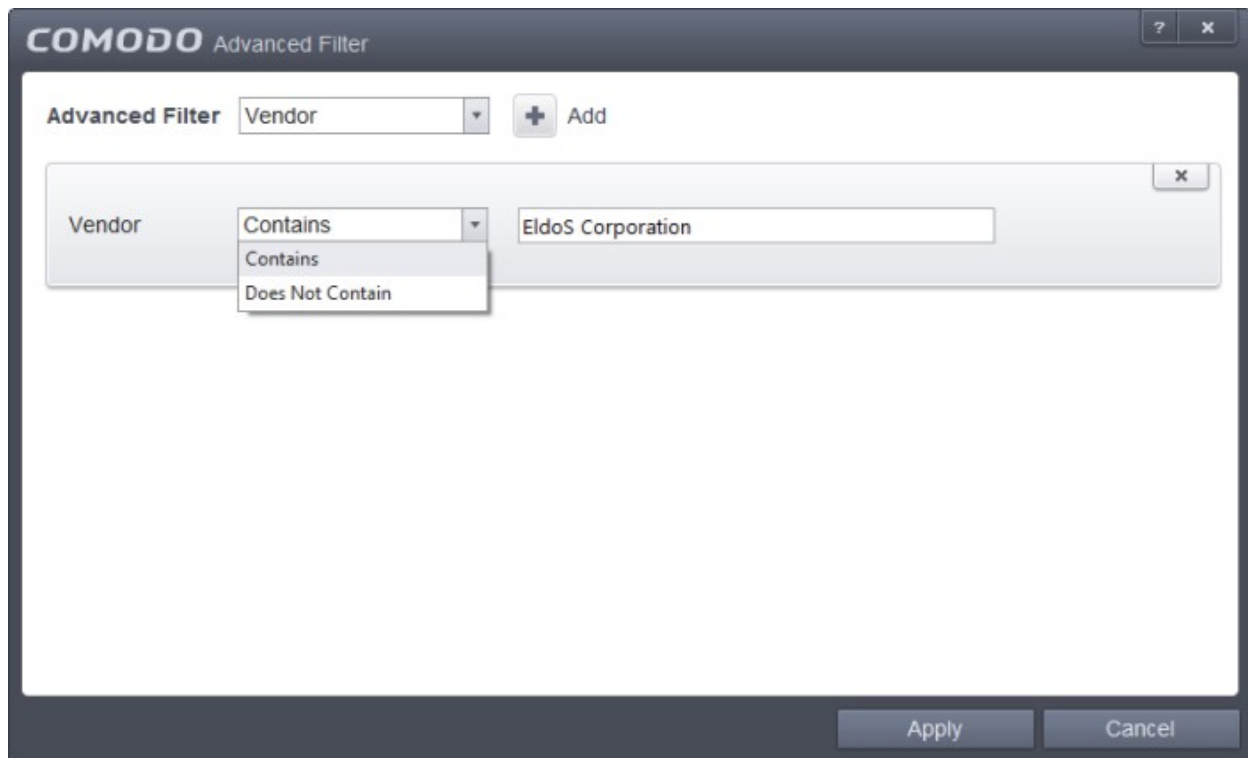 COMODO Advanced Filter ? x
Advanced Filter Vendor + Add
x
Vendor Contains EldoS Corporation
Contains
Does Not Contain
Apply Cancel